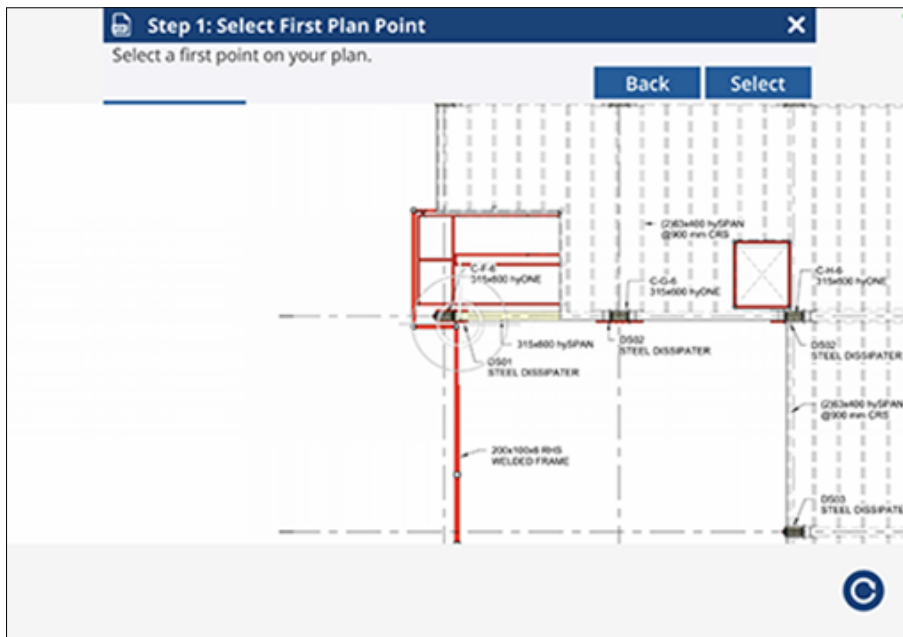 Step 1: Select First Plan Point
Select a first point on your plan.
Back
Select
(2)63x400 hySPAN
@900 mm CRS
C-F-6
315x600 hyONE
C-G-6
315x600 hyONE
C-H-6
315x600 hyONE
315x600 hySPAN
DS01
STEEL DISSIPATER
DS02
STEEL DISSIPATER
DS02
STEEL DISSIPATER
(2)63x400 hySPAN
@900 mm CRS
200x100x6 RHS
WELDED FRAME
DS03
STEEL DISSIPATER